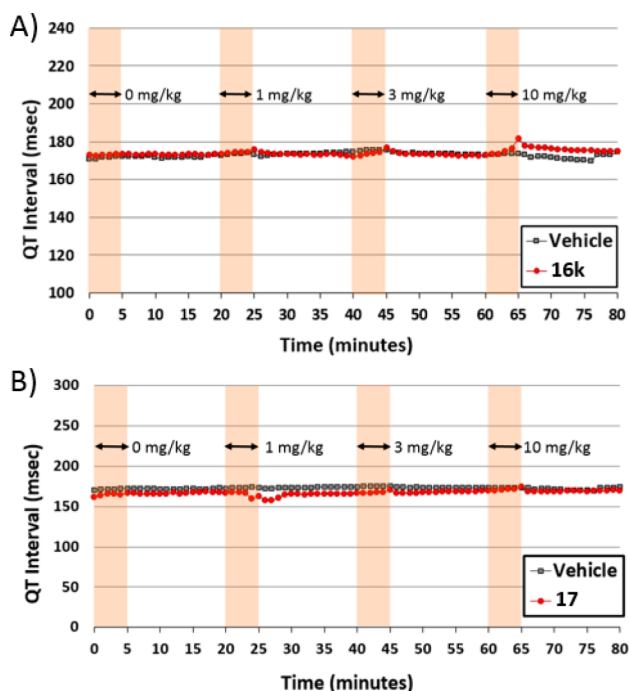 A)
240
220
200
180
160
140
120
100
QT Interval (msec)
0 mg/kg 1 mg/kg 3 mg/kg 10 mg/kg
Vehicle
16k
0 5 10 15 20 25 30 35 40 45 50 55 60 65 70 75 80
Time (minutes)
B)
300
250
200
150
100
50
0
QT Interval (msec)
0 mg/kg 1 mg/kg 3 mg/kg 10 mg/kg
Vehicle
17
0 5 10 15 20 25 30 35 40 45 50 55 60 65 70 75 80
Time (minutes)